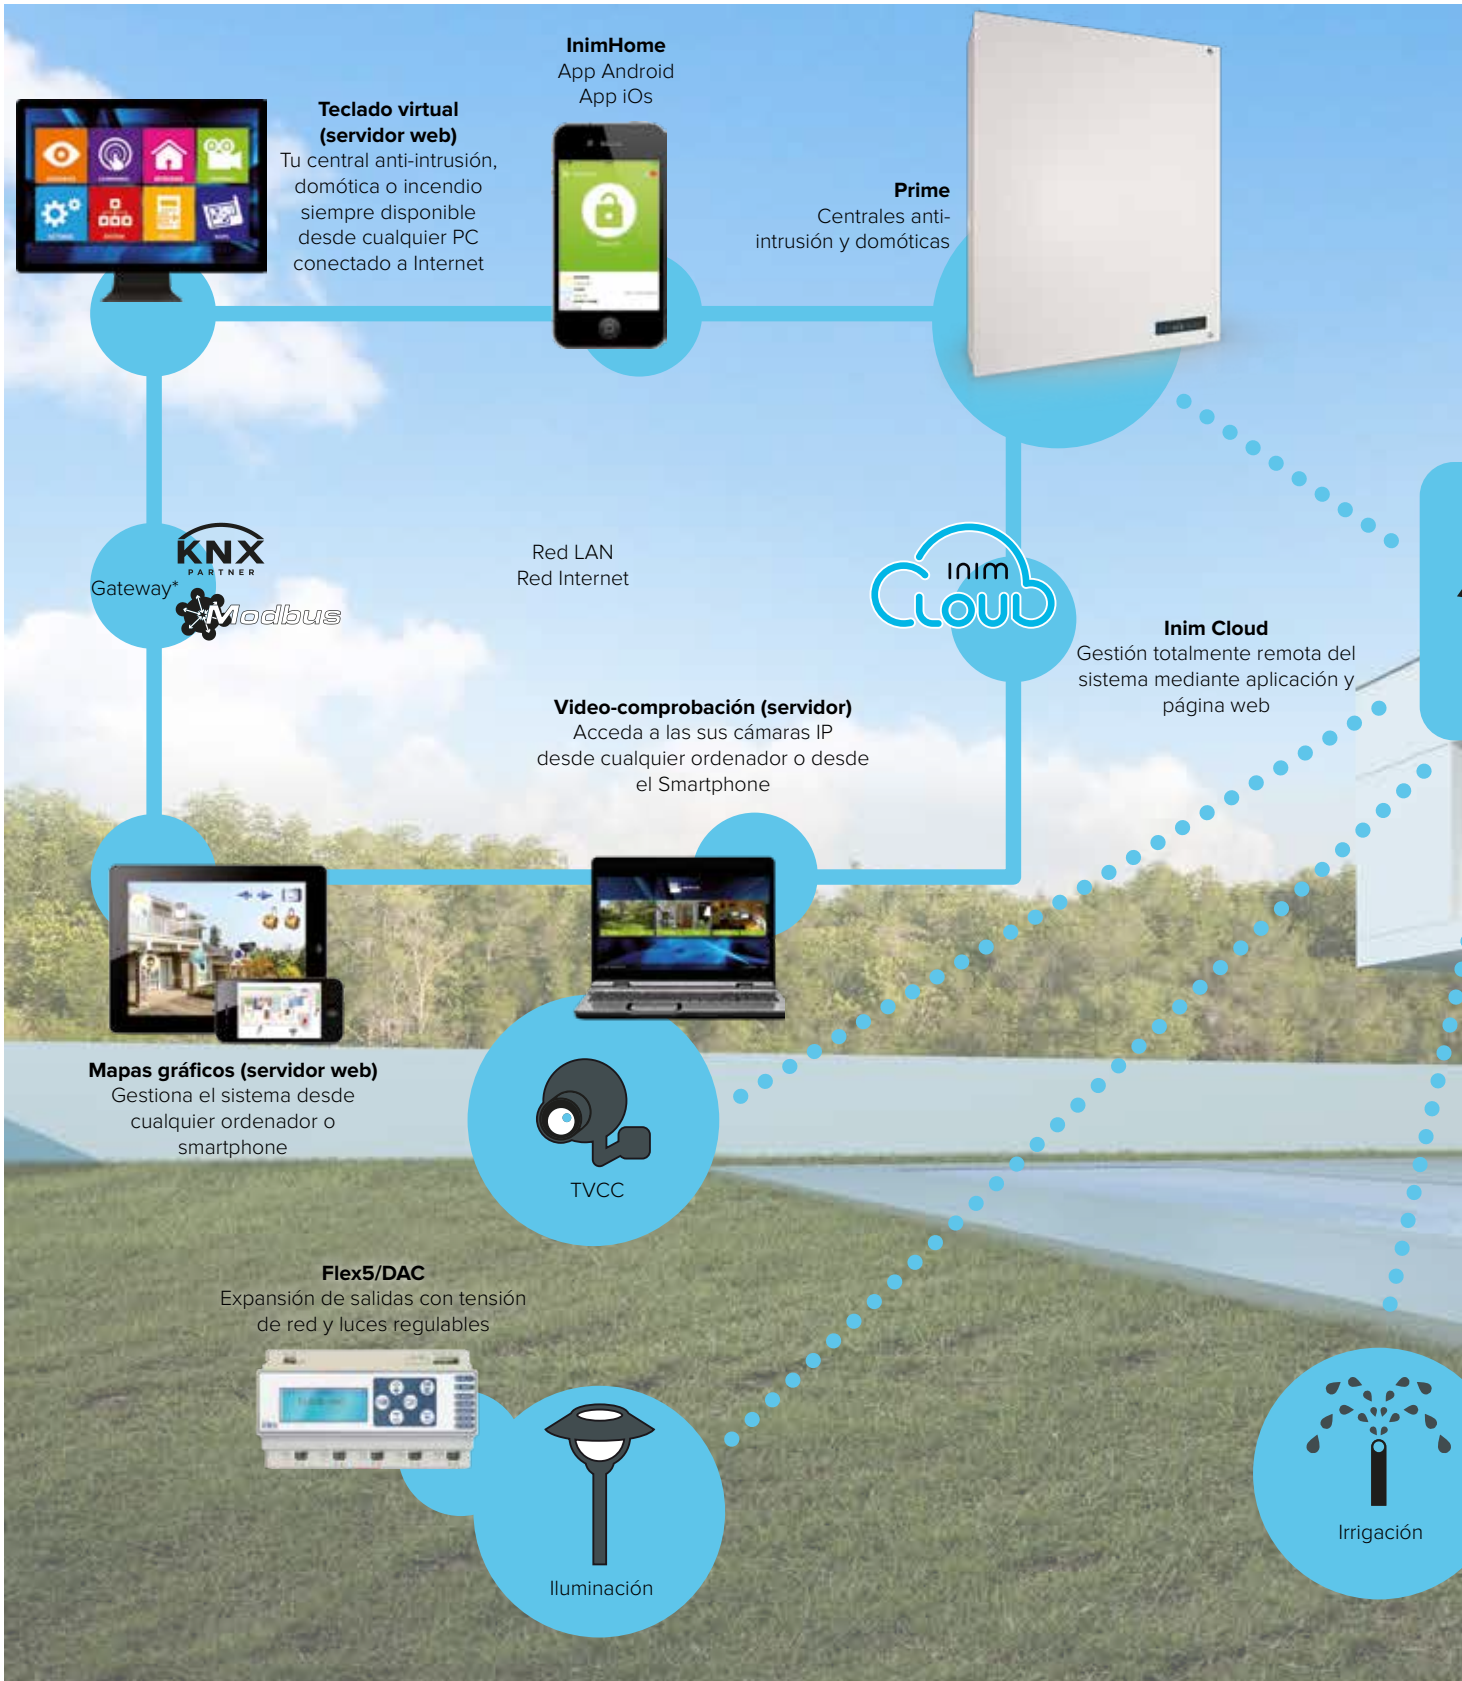 InimHome
App Android
App iOs
Teclado virtual
(servidor web)
Tu central anti-intrusión,
domótica o incendio
siempre disponible
desde cualquier PC
conectado a Internet
Prime
Centrales anti-
intrusión y domóticas
KNX
PARTNER
Gateway*
Modbus
Red LAN
Red Internet
INIM
CLOUD
Inim Cloud
Gestión totalmente remota del
sistema mediante aplicación y
página web
Video-comprobación (servidor)
Acceda a las sus cámaras IP
desde cualquier ordenador o desde
el Smartphone
Mapas gráficos (servidor web)
Gestiona el sistema desde
cualquier ordenador o
smartphone
TVCC
Flex5/DAC
Expansión de salidas con tensión
de red y luces regulables
Iluminación
Irrigación